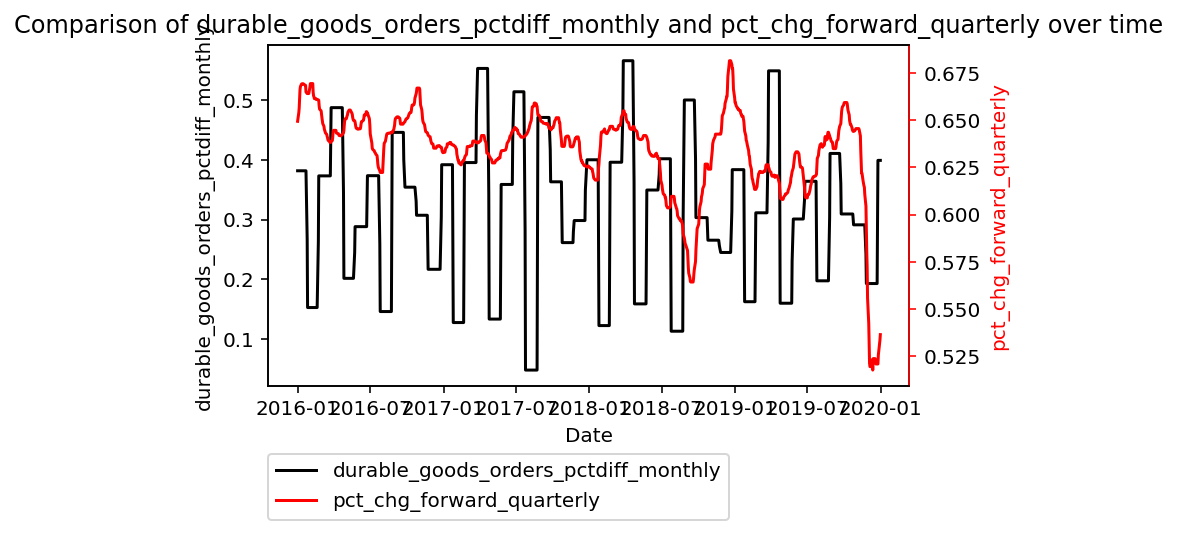 Comparison of durable_goods_orders_pctdiff_monthly and pct_chg_forward_quarterly over time
durable_goods_orders_pctdiff_monthly
0.5
0.4
0.3
0.2
0.1
0.675
0.650
0.625
0.600
0.575
0.550
0.525
pct_chg_forward_quarterly
2016-01 2016-07 2017-01 2017-07 2018-01 2018-07 2019-01 2019-07 2020-01
Date
durable_goods_orders_pctdiff_monthly
pct_chg_forward_quarterly